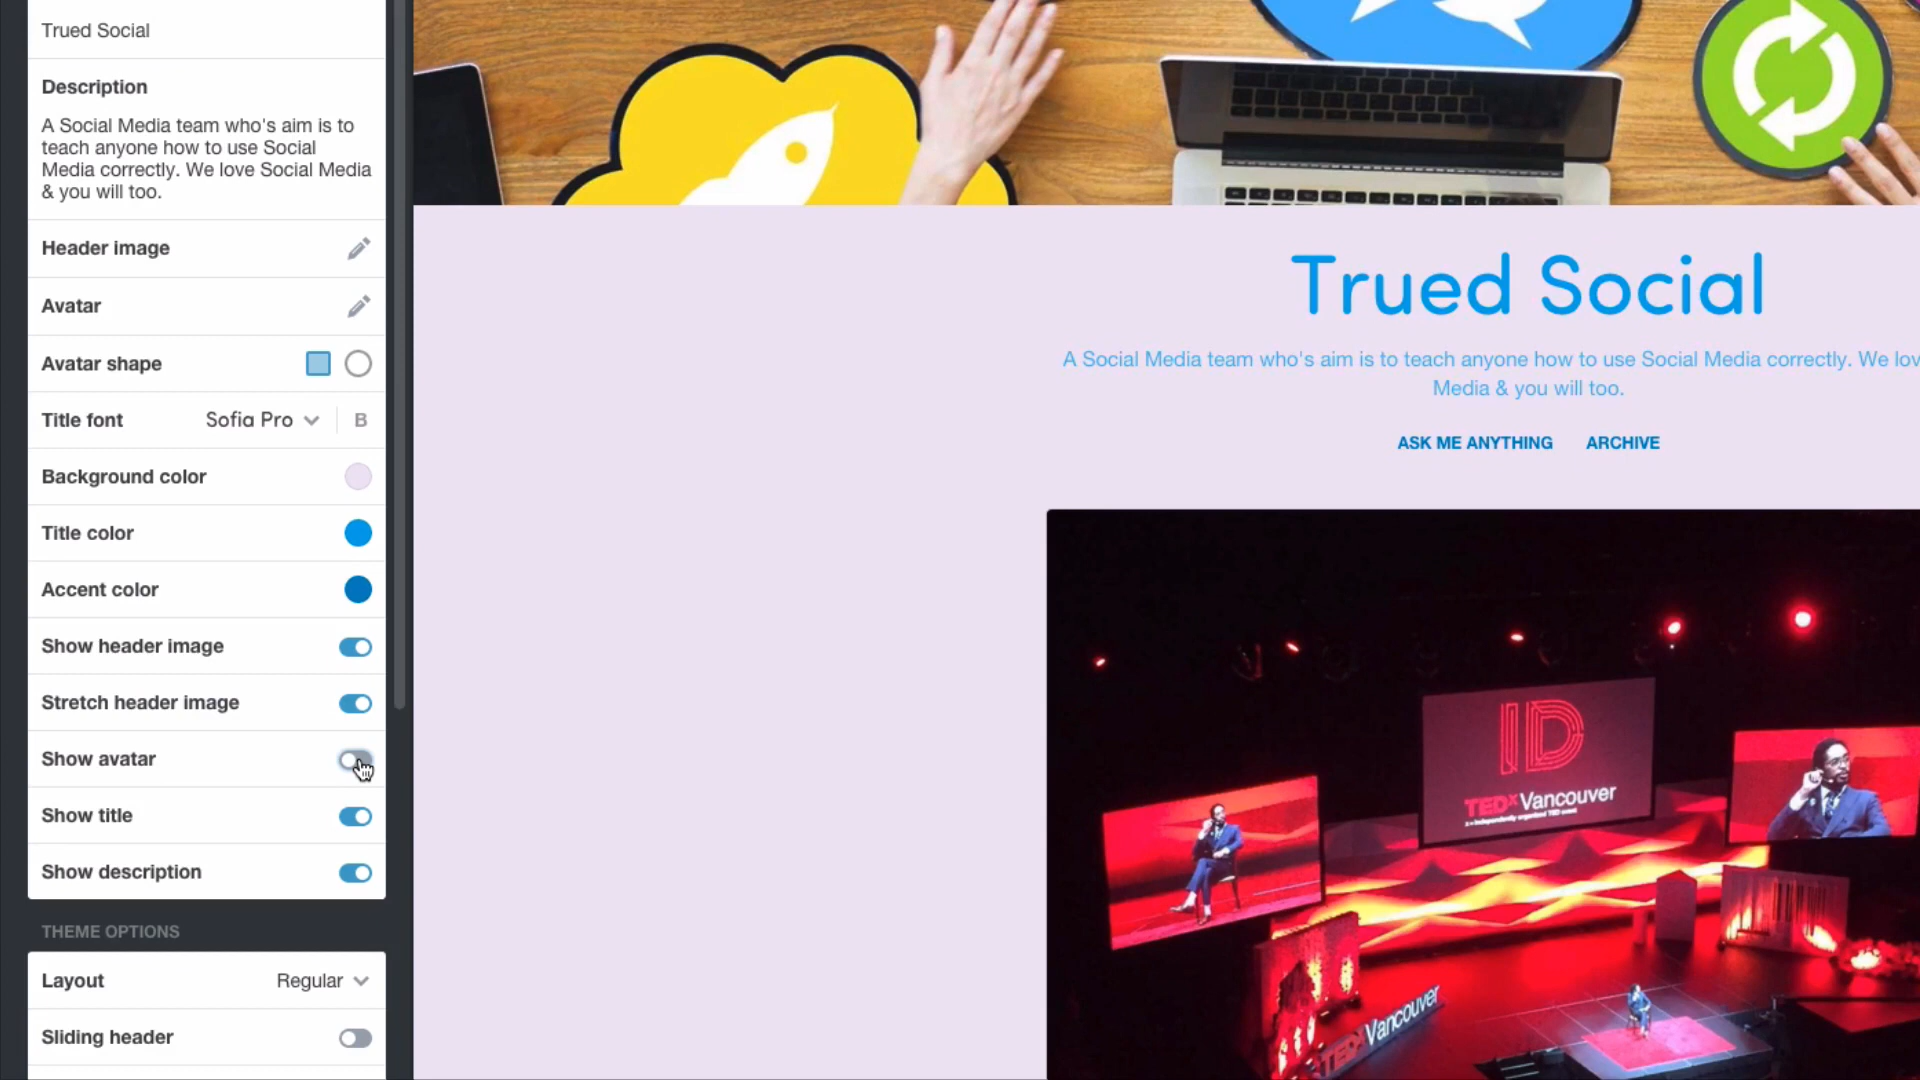 Trued Social
Description
A Social Media team who's aim is to
teach anyone how to use Social
Media correctly. We love Social Media
& you will too.
Header image
Avatar
Avatar shape
Title font
Sofia Pro
B
Background color
Title color
Accent color
Show header image
Stretch header image
Show avatar
Show title
Show description
THEME OPTIONS
Layout
Regular
Sliding header
Trued Social
A Social Media team who's aim is to teach anyone how to use Social Media correctly. We lov
Media & you will too.
ASK ME ANYTHING
ARCHIVE
ID
TEDxVancouver
x = independently organized TED event
TEDxVancouver